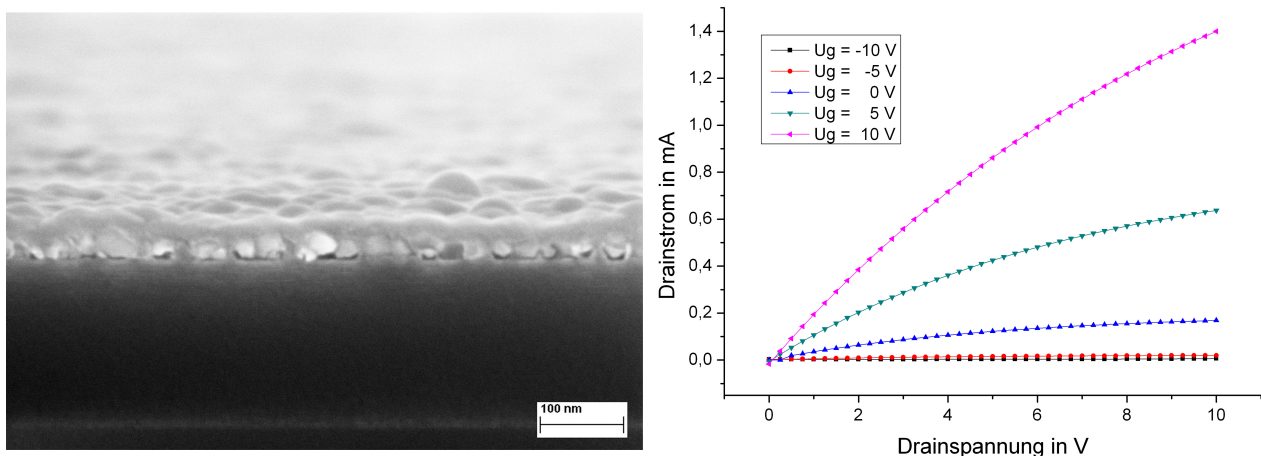 100 nm
Drainstrom in mA
1,4
1,2
1,0
0,8
0,6
0,4
0,2
0,0
Ug = -10 V
Ug = -5 V
Ug = 0 V
Ug = 5 V
Ug = 10 V
0
2
4
6
8
10
Drainspannung in V